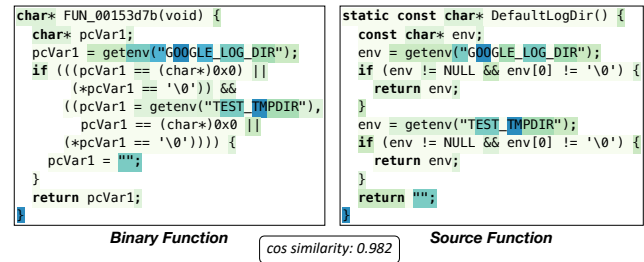 char* FUN_00153d7b(void) {
char* pcVar1;
pcVar1 = getenv("GOOGLE_LOG_DIR");
if (((pcVar1 == (char*)0x0) ||
(*pcVar1 == '\0')) &&
((pcVar1 = getenv("TEST_TMPDIR"),
pcVar1 == (char*)0x0 ||
(*pcVar1 == '\0')))) {
pcVar1 = "";
}
return pcVar1;
}
Binary Function
static const char* DefaultLogDir() {
const char* env;
env = getenv("GOOGLE_LOG_DIR");
if (env != NULL && env[0] != '\0') {
return env;
}
env = getenv("TEST_TMPDIR");
if (env != NULL && env[0] != '\0') {
return env;
}
return "";
}
Source Function
cos similarity: 0.982